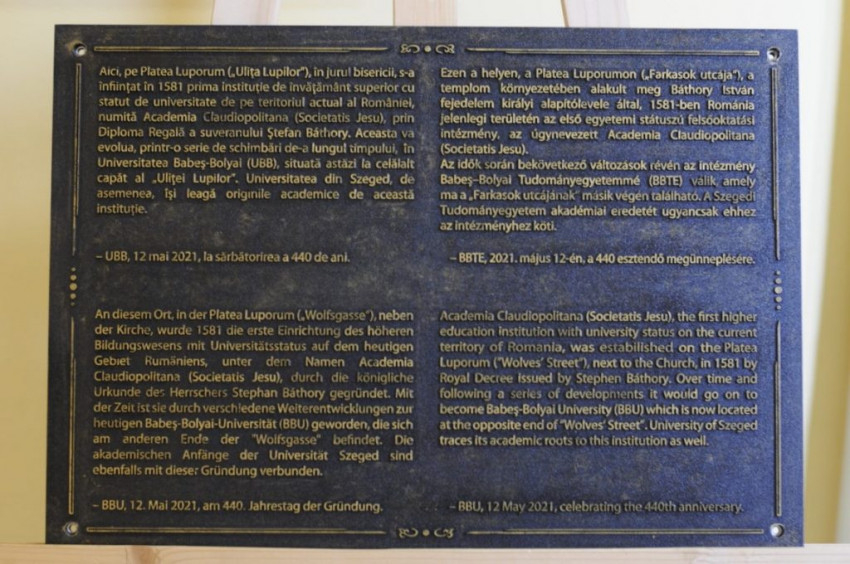 Aici, pe Platea Luporum („Ulița Lupilor"), în jurul bisericii, s-a
înființat în 1581 prima instituție de învățământ superior cu
statut de universitate de pe teritoriul actual al României,
numită Academia Claudiopolitana (Societatis Jesu), prin
Diploma Regală a suveranului Ștefan Báthory. Aceasta va
evolua, printr-o serie de schimbări de-a lungul timpului, în
Universitatea Babeș-Bolyai (UBB), situată astăzi la celălalt
capăt al „Uliței Lupilor". Universitatea din Szeged, de
asemenea, își leagă originile academice de această
instituție.
– UBB, 12 mai 2021, la sărbătorirea a 440 de ani.
Ezen a helyen, a Platea Luporumon („Farkasok utcája"), a
templom környezetében alakult meg Báthory István
fejedelem királyi alapítólevele által, 1581-ben Románia
jelenlegi területén az első egyetemi státuszú felsőoktatási
intézmény, az úgynevezett Academia Claudiopolitana
(Societatis Jesu).
Az idők során bekövetkező változások révén az intézmény
Babeș–Bolyai Tudományegyetemmé (BBTE) válik, amely
ma a „Farkasok utcájának" másik végén található. A Szegedi
Tudományegyetem akadémiai eredetét ugyancsak ehhez
az intézményhez köti.
– BBTE, 2021. május 12-én, a 440 esztendő megünneplésére.
An diesem Ort, in der Platea Luporum („Wolfsgasse"), neben
der Kirche, wurde 1581 die erste Einrichtung des höheren
Bildungswesens mit Universitätsstatus auf dem heutigen
Gebiet Rumäniens, unter dem Namen Academia
Claudiopolitana (Societatis Jesu), durch die königliche
Urkunde des Herrschers Stephan Báthory gegründet. Mit
der Zeit ist sie durch verschiedene Weiterentwicklungen zur
heutigen Babeș-Bolyai-Universität (BBU) geworden, die sich
am anderen Ende der "Wolfsgasse" befindet. Die
akademischen Anfänge der Universität Szeged sind
ebenfalls mit dieser Gründung verbunden.
– BBU, 12. Mai 2021, am 440. Jahrestag der Gründung.
Academia Claudiopolitana (Societatis Jesu), the first higher
education institution with university status on the current
territory of Romania, was estabilished on the Platea
Luporum ("Wolves' Street"), next to the Church, in 1581 by
Royal Decree issued by Stephen Báthory. Over time and
following a series of developments it would go on to
become Babeș-Bolyai University (BBU) which is now located
at the opposite end of "Wolves' Street". University of Szeged
traces its academic roots to this institution as well.
– BBU, 12 May 2021, celebrating the 440th anniversary.